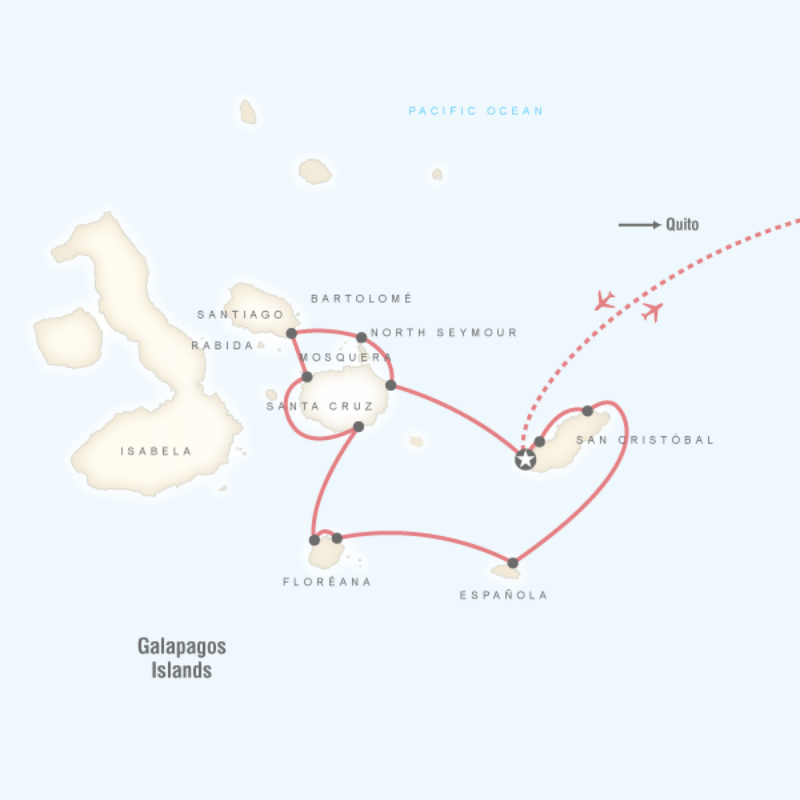 PACIFIC OCEAN
Quito
BARTOLOMÉ
SANTIAGO
NORTH SEYMOUR
RABIDA
MOSQUERA
SANTA CRUZ
SAN CRISTÓBAL
ISABELA
FLORÉANA
ESPAÑOLA
Galapagos
Islands